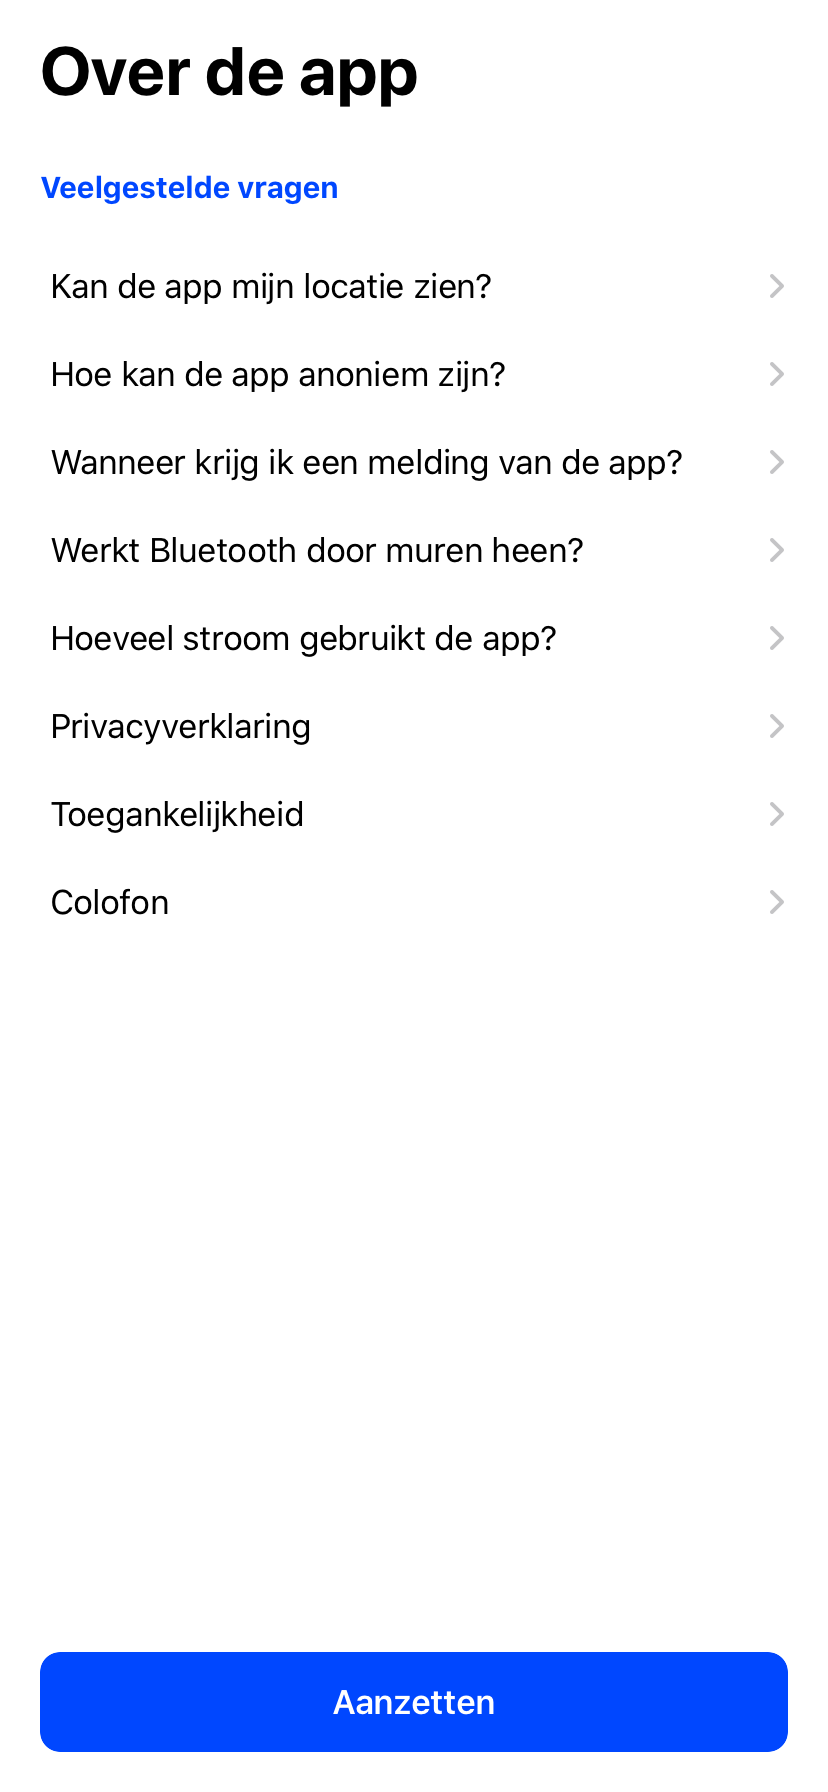 Over de app
Veelgestelde vragen
Kan de app mijn locatie zien?
Hoe kan de app anoniem zijn?
Wanneer krijg ik een melding van de app?
Werkt Bluetooth door muren heen?
Hoeveel stroom gebruikt de app?
Privacyverklaring
Toegankelijkheid
Colofon
Aanzetten